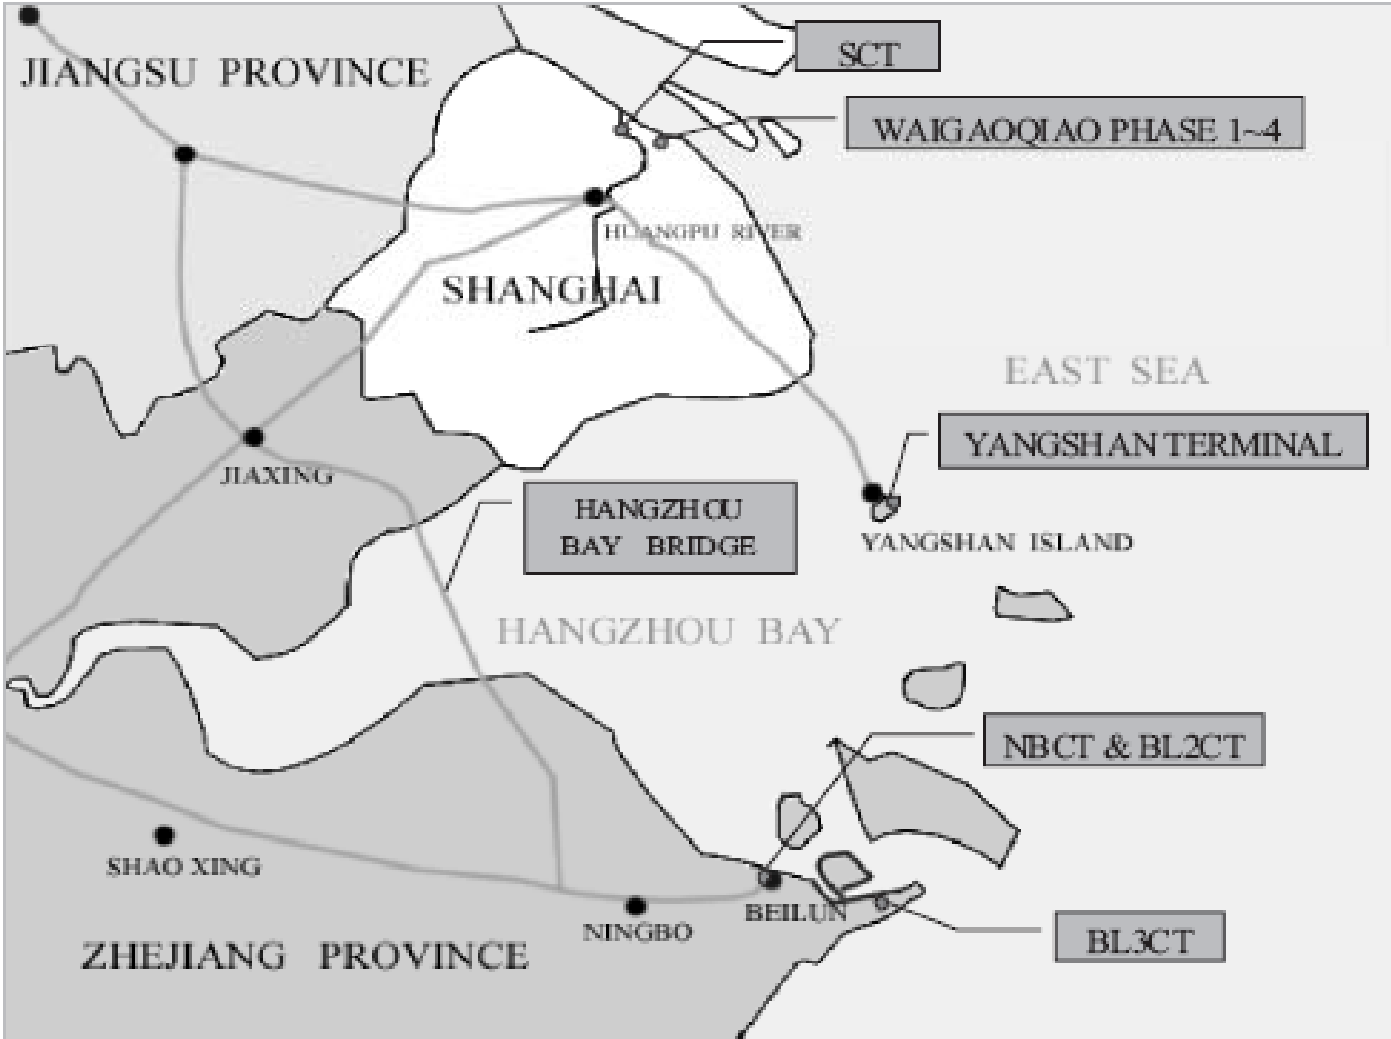 SCT
JIANGSU PROVINCE
WAIGAOQIAO PHASE 1~4
HUANGPU RIVER
SHANGHAI
EAST SEA
YANGSHAN TERMINAL
JIAXING
HANGZHOU
BAY BRIDGE
YANGSHAN ISLAND
HANGZHOU BAY
NBCT & BL2CT
SHAO XING
BEILUN
NINGBO
BL3CT
ZHEJIANG PROVINCE